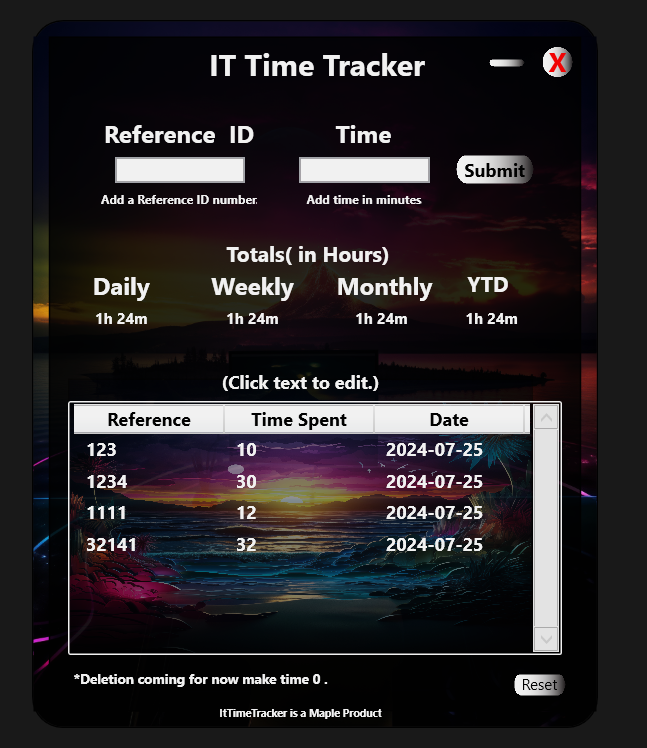 IT Time Tracker
X
Reference ID Time
Submit
Add a Reference ID number. Add time in minutes
Totals( in Hours)
Daily Weekly Monthly YTD
1h 24m 1h 24m 1h 24m 1h 24m
(Click text to edit.)
Reference Time Spent Date
123 10 2024-07-25
1234 30 2024-07-25
1111 12 2024-07-25
32141 32 2024-07-25
*Deletion coming for now make time 0 .
Reset
ItTimeTracker is a Maple Product